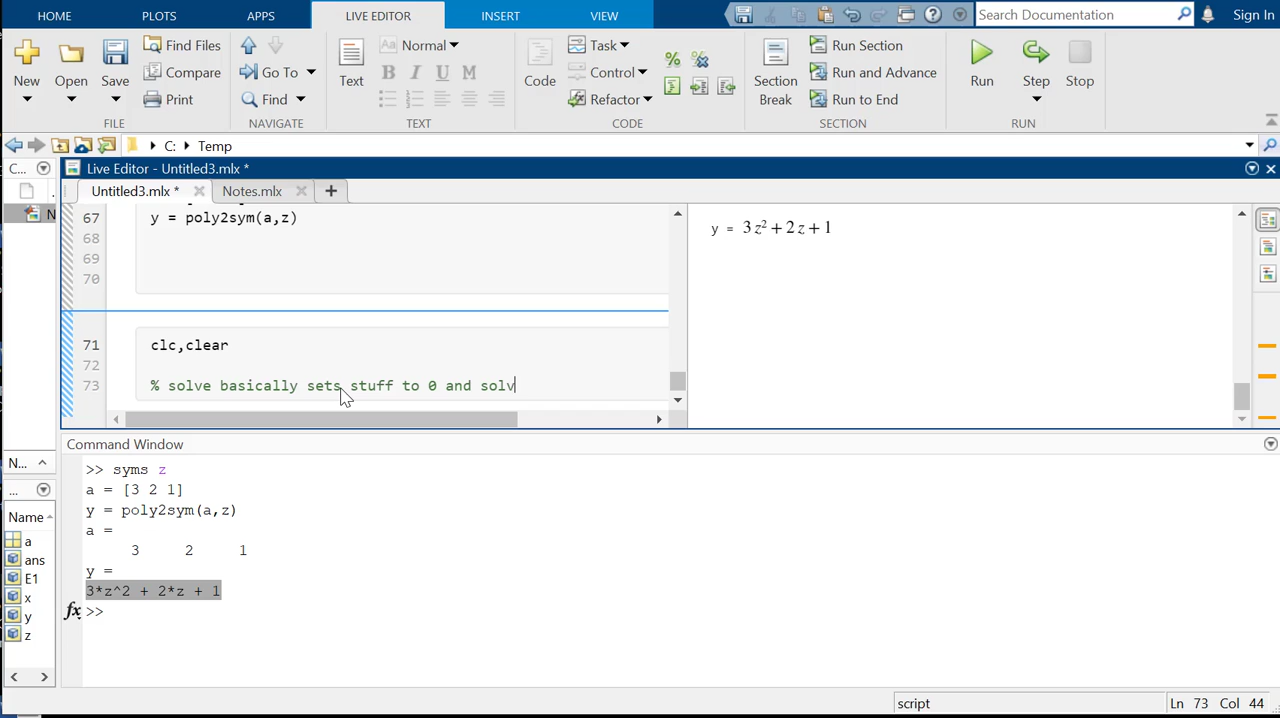 HOME PLOTS APPS LIVE EDITOR INSERT VIEW Search Documentation Sign In
New Open Save Find Files Compare Print
FILE
Go To Find
NAVIGATE
Text Aa Normal B I U M
TEXT
Code Task Control Refactor
CODE
Section Break Run Section Run and Advance Run to End
SECTION
Run Step Stop
RUN
C: Temp
C...
Live Editor - Untitled3.mlx *
Untitled3.mlx * Notes.mlx
67 y = poly2sym(a,z)
68
69
70
71 clc,clear
72
73 % solve basically sets stuff to 0 and solv
y = 3 z² + 2 z + 1
N
N...
...
Name
a
ans
E1
x
y
z
Command Window
>> syms z
a = [3 2 1]
y = poly2sym(a,z)
a =
3 2 1
y =
3*z^2 + 2*z + 1
fx >>
script Ln 73 Col 44